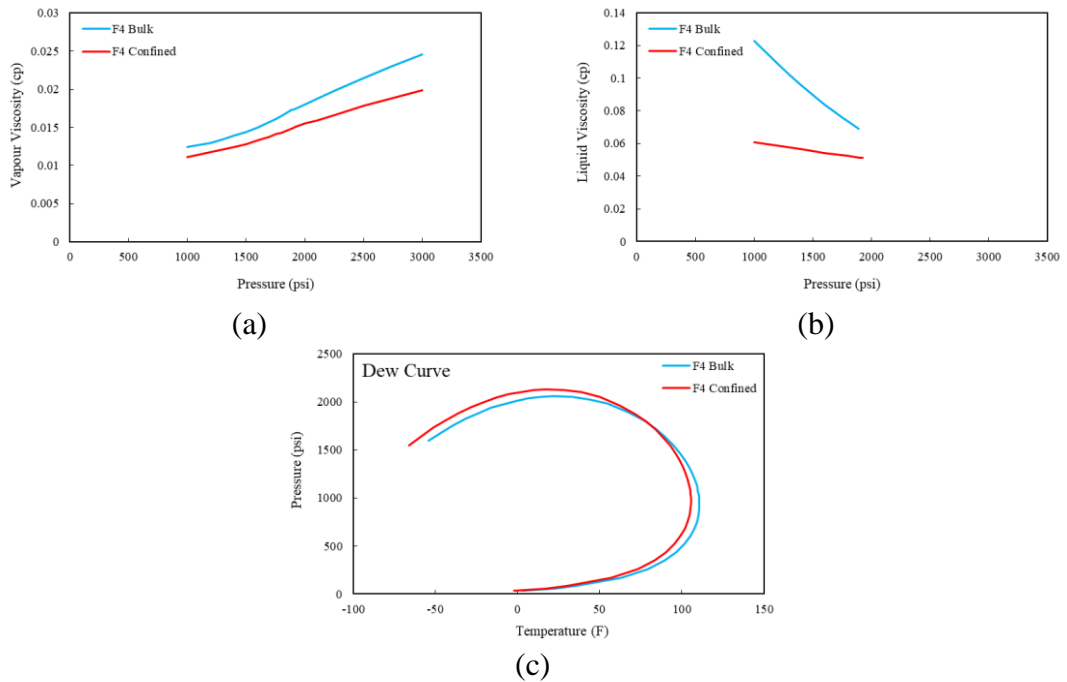 F4 Bulk
F4 Confined
Vapour Viscosity (cp)
0.03
0.025
0.02
0.015
0.01
0.005
0
0 500 1000 1500 2000 2500 3000 3500
Pressure (psi)
(a)
F4 Bulk
F4 Confined
Liquid Viscosity (cp)
0.14
0.12
0.1
0.08
0.06
0.04
0.02
0
0 500 1000 1500 2000 2500 3000 3500
Pressure (psi)
(b)
Dew Curve
F4 Bulk
F4 Confined
Pressure (psi)
2500
2000
1500
1000
500
0
-100 -50 0 50 100 150
Temperature (F)
(c)